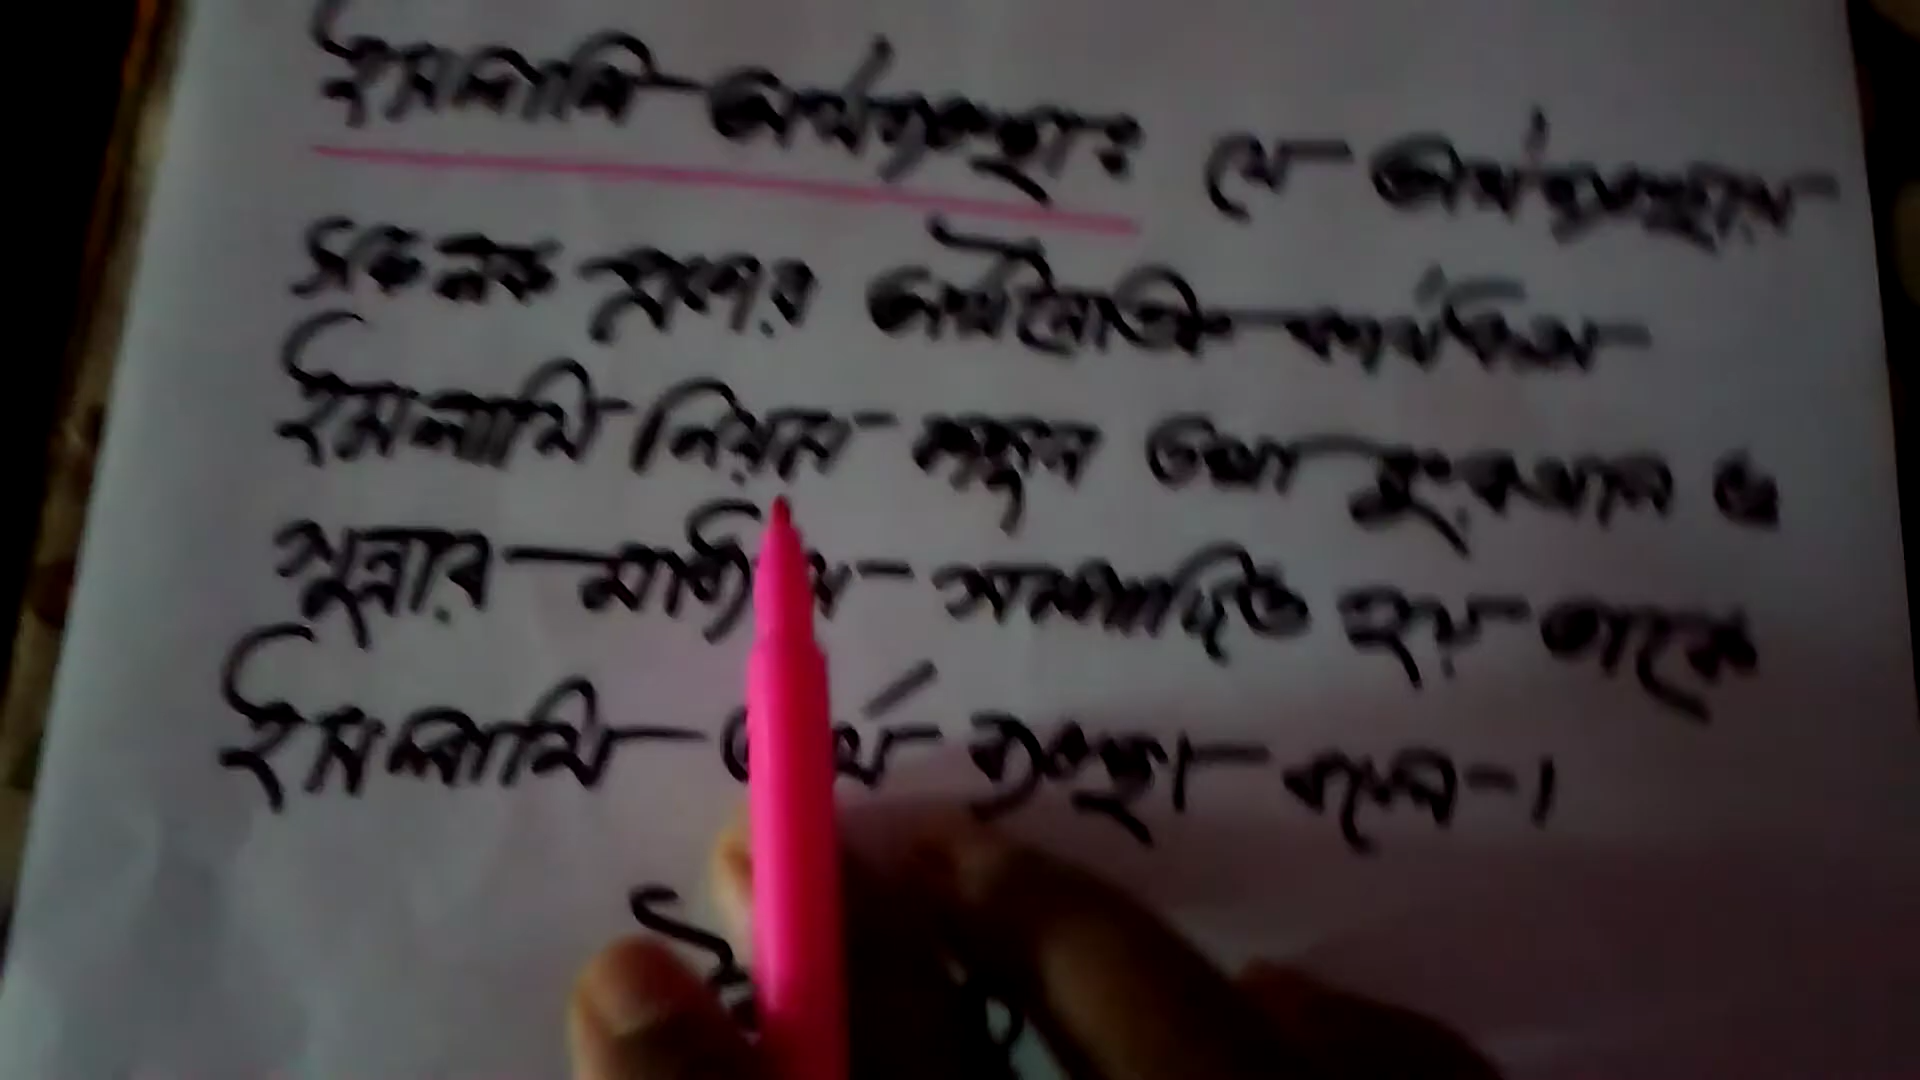 ইসলামি অর্থব্যবস্থাঃ যে অর্থব্যবস্থায়
সকল প্রকার অর্থনৈতিক কার্যক্রম
ইসলামি নিয়ম কানুন তথা কুরআন ও
সুন্নার সম্পাদিত হয় তাকে
ইসলামি অর্থ ব্যবস্থা বলে।